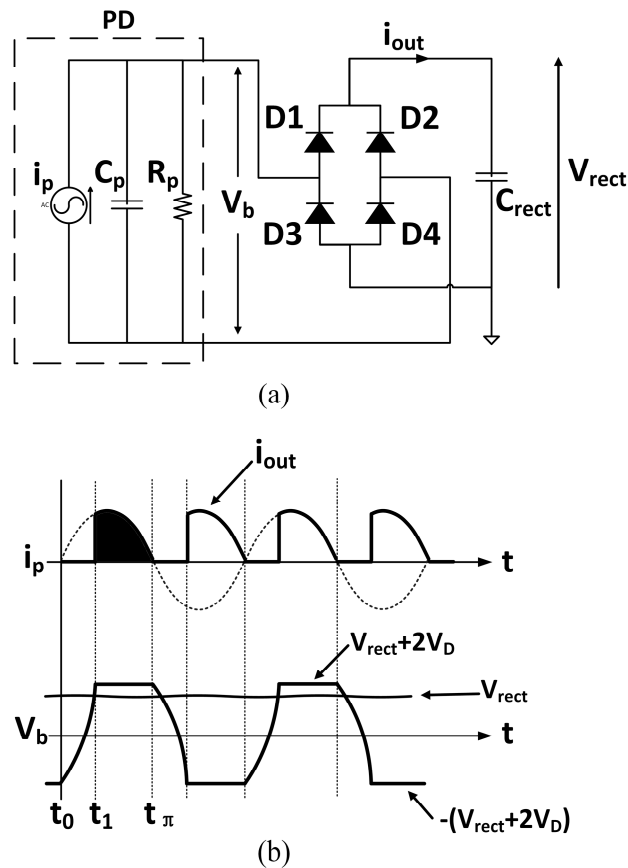 PD
i_out
D1 D2
i_p AC C_p R_p V_b C_rect V_rect
D3 D4
(a)
i_out
i_p t
V_rect+2V_D
V_rect
V_b t
t_0 t_1 t_π -(V_rect+2V_D)
(b)